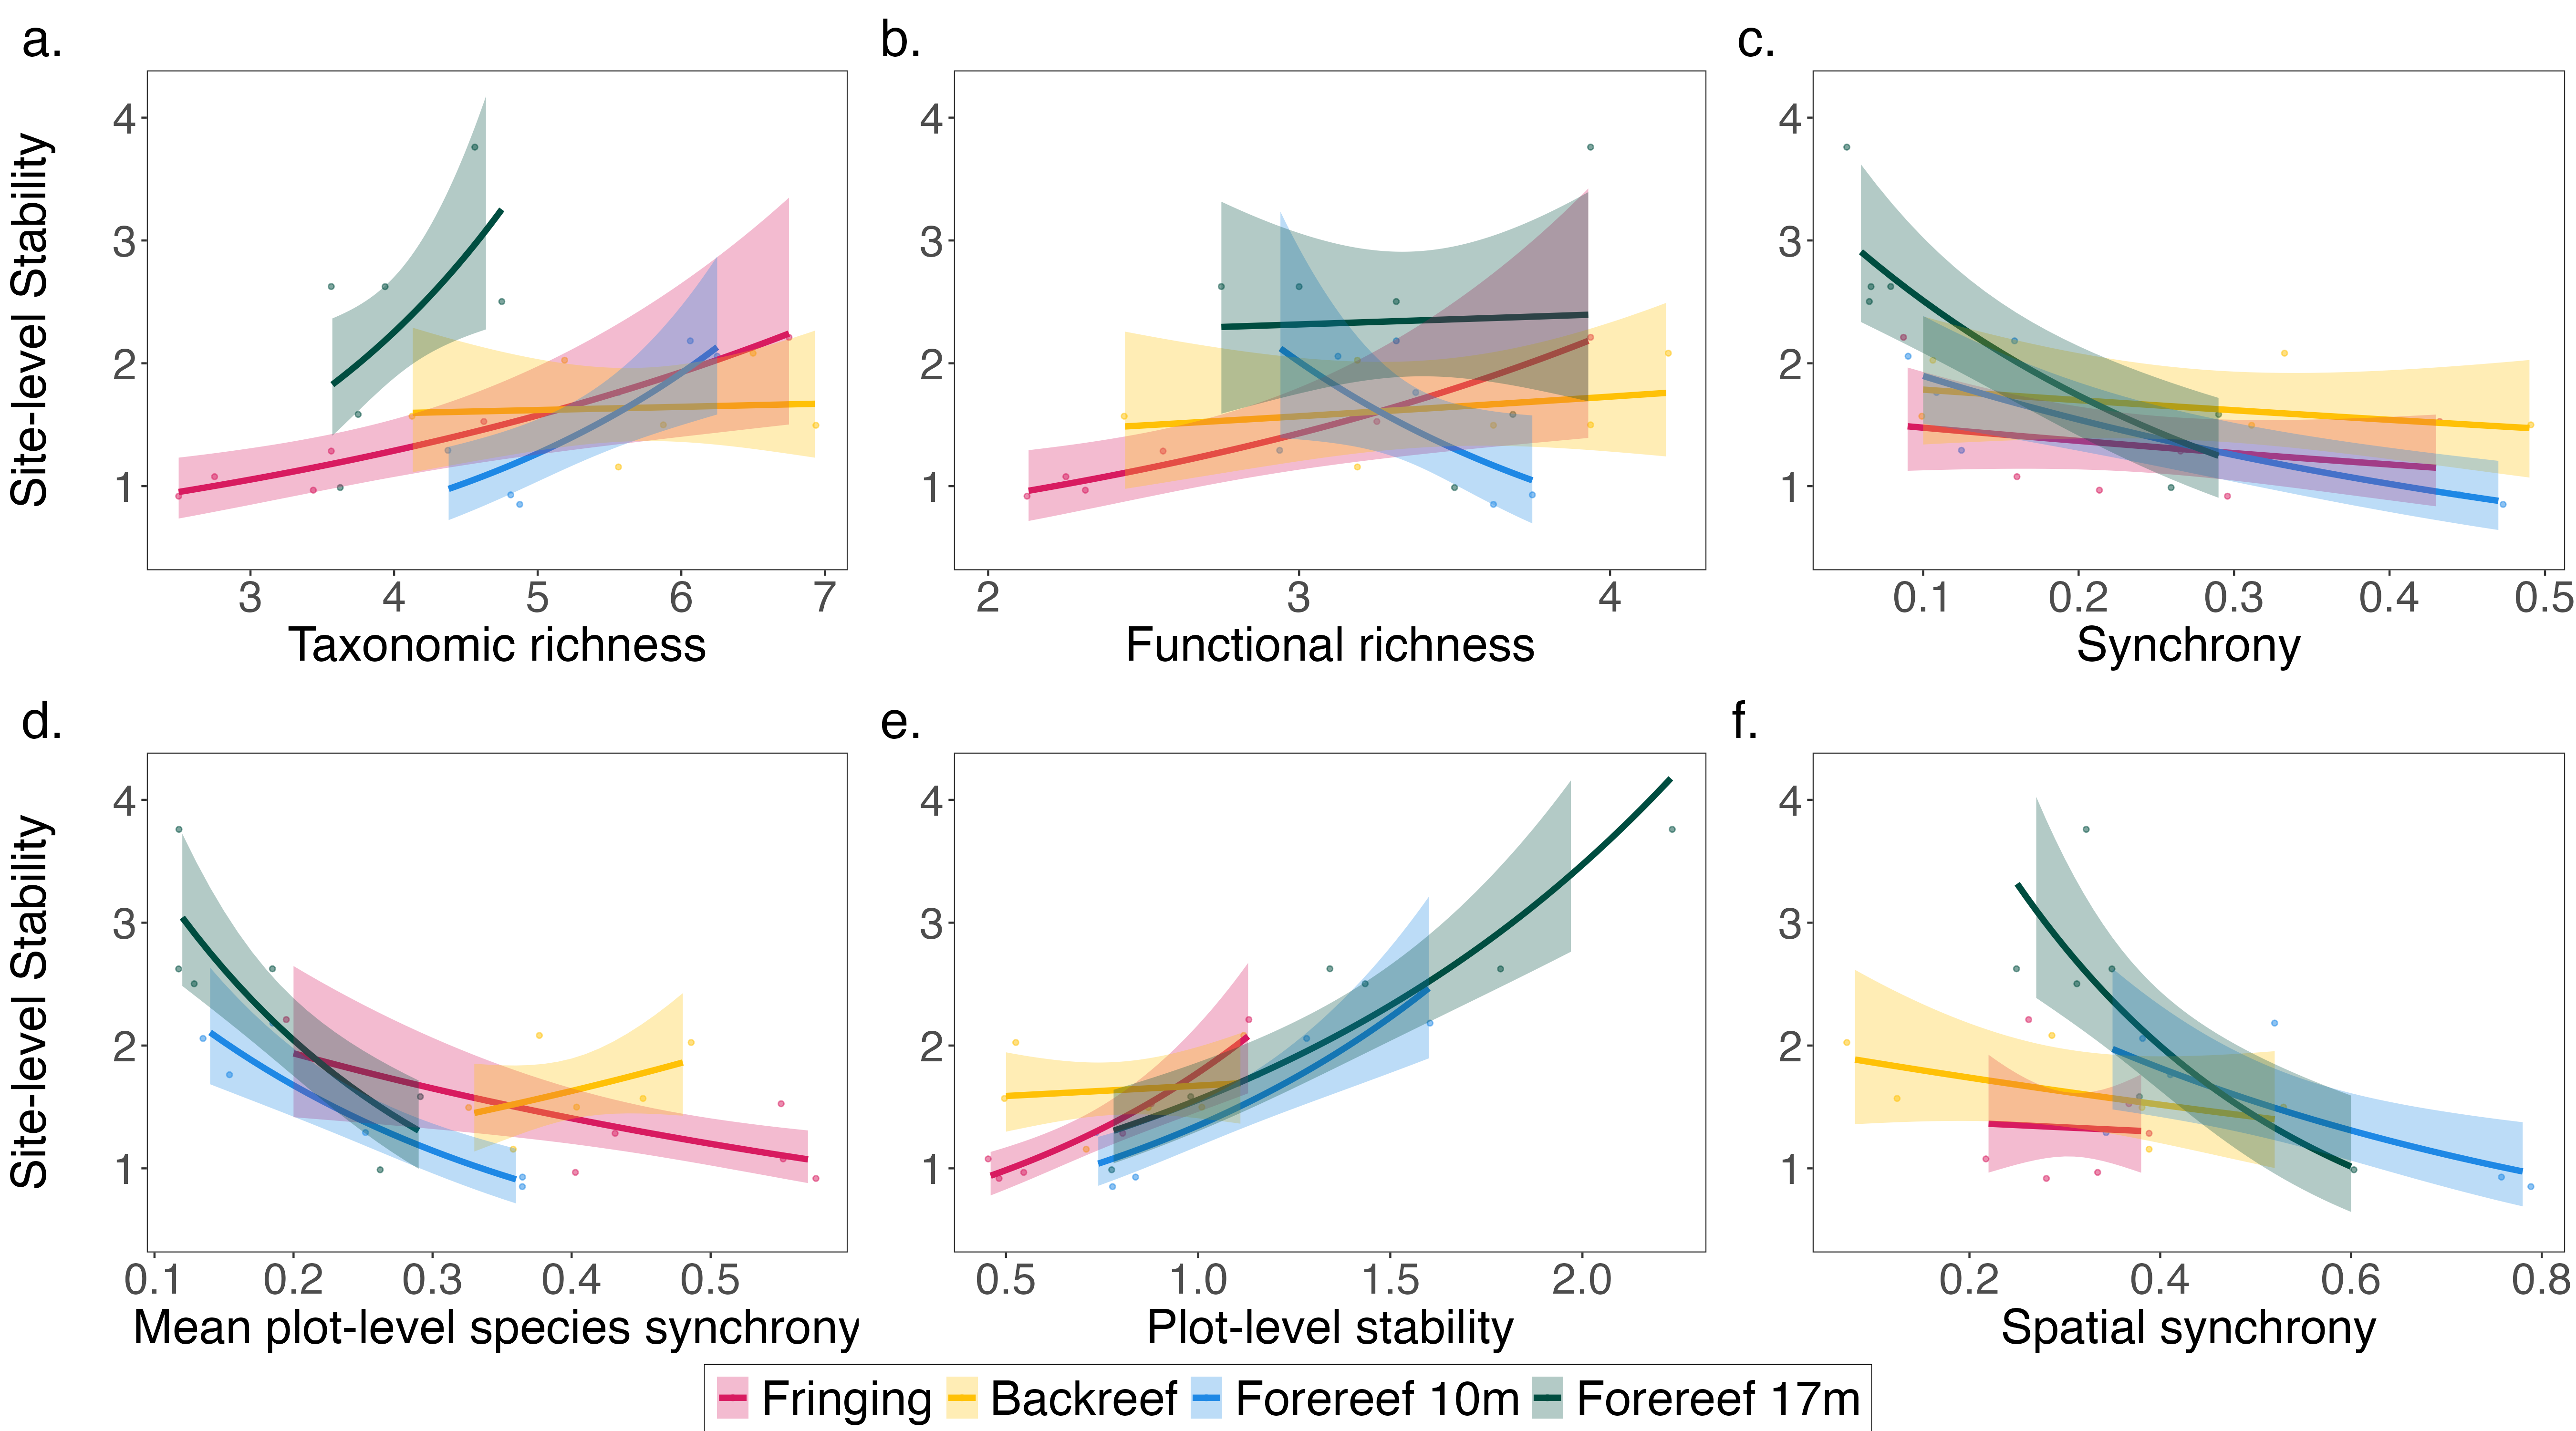 a.
b.
c.
Site-level Stability
4
3
2
1
3 4 5 6 7
Taxonomic richness
4
3
2
1
2 3 4
Functional richness
4
3
2
1
0.1 0.2 0.3 0.4 0.5
Synchrony
d.
e.
f.
Site-level Stability
4
3
2
1
0.1 0.2 0.3 0.4 0.5
Mean plot-level species synchrony
4
3
2
1
0.5 1.0 1.5 2.0
Plot-level stability
4
3
2
1
0.2 0.4 0.6 0.8
Spatial synchrony
Fringing Backreef Forereef 10m Forereef 17m